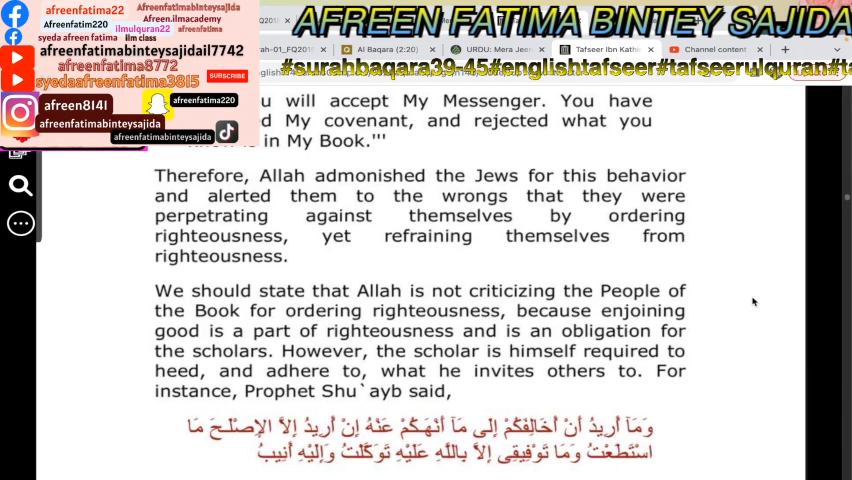 AFREEN FATIMA BINTEY SAJIDA
afreenfatima22
Afreenfatimabinteysajida
Afreen.ilmacademy
Afreenfatim220
ilmulquran22
afreenfatima
syeda afreen fatima ilm class
afreenfatimabinteysajidail7742
afreenfatima8772
syedaafreenfatima3815
SUBSCRIBE
afreen8141
afreenfatimabinteysajida
afreenfatima220
afreenfatimabinteysajida
Al Baqara (2:20)
URDU: Mera Jeen
Tafseer Ibn Kathi
Channel content
#surahbaqara39-45#englishtafseer#tafseerulquran#ta
u will accept My Messenger. You have
d My covenant, and rejected what you
in My Book.'"
Therefore, Allah admonished the Jews for this behavior
and alerted them to the wrongs that they were
perpetrating against themselves by ordering
righteousness, yet refraining themselves from
righteousness.
We should state that Allah is not criticizing the People of
the Book for ordering righteousness, because enjoining
good is a part of righteousness and is an obligation for
the scholars. However, the scholar is himself required to
heed, and adhere to, what he invites others to. For
instance, Prophet Shu`ayb said,
وَمَآ أُرِيدُ أَنْ أُخَالِفَكُمْ إِلَى مَآ أَنْهَـكُمْ عَنْهُ إِنْ أُرِيدُ إِلاَّ الإِصْلَـحَ مَا
اسْتَطَعْتُ وَمَا تَوْفِيقِى إِلاَّ بِاللَّهِ عَلَيْهِ تَوَكَّلْتُ وَإِلَيْهِ أُنِيبُ